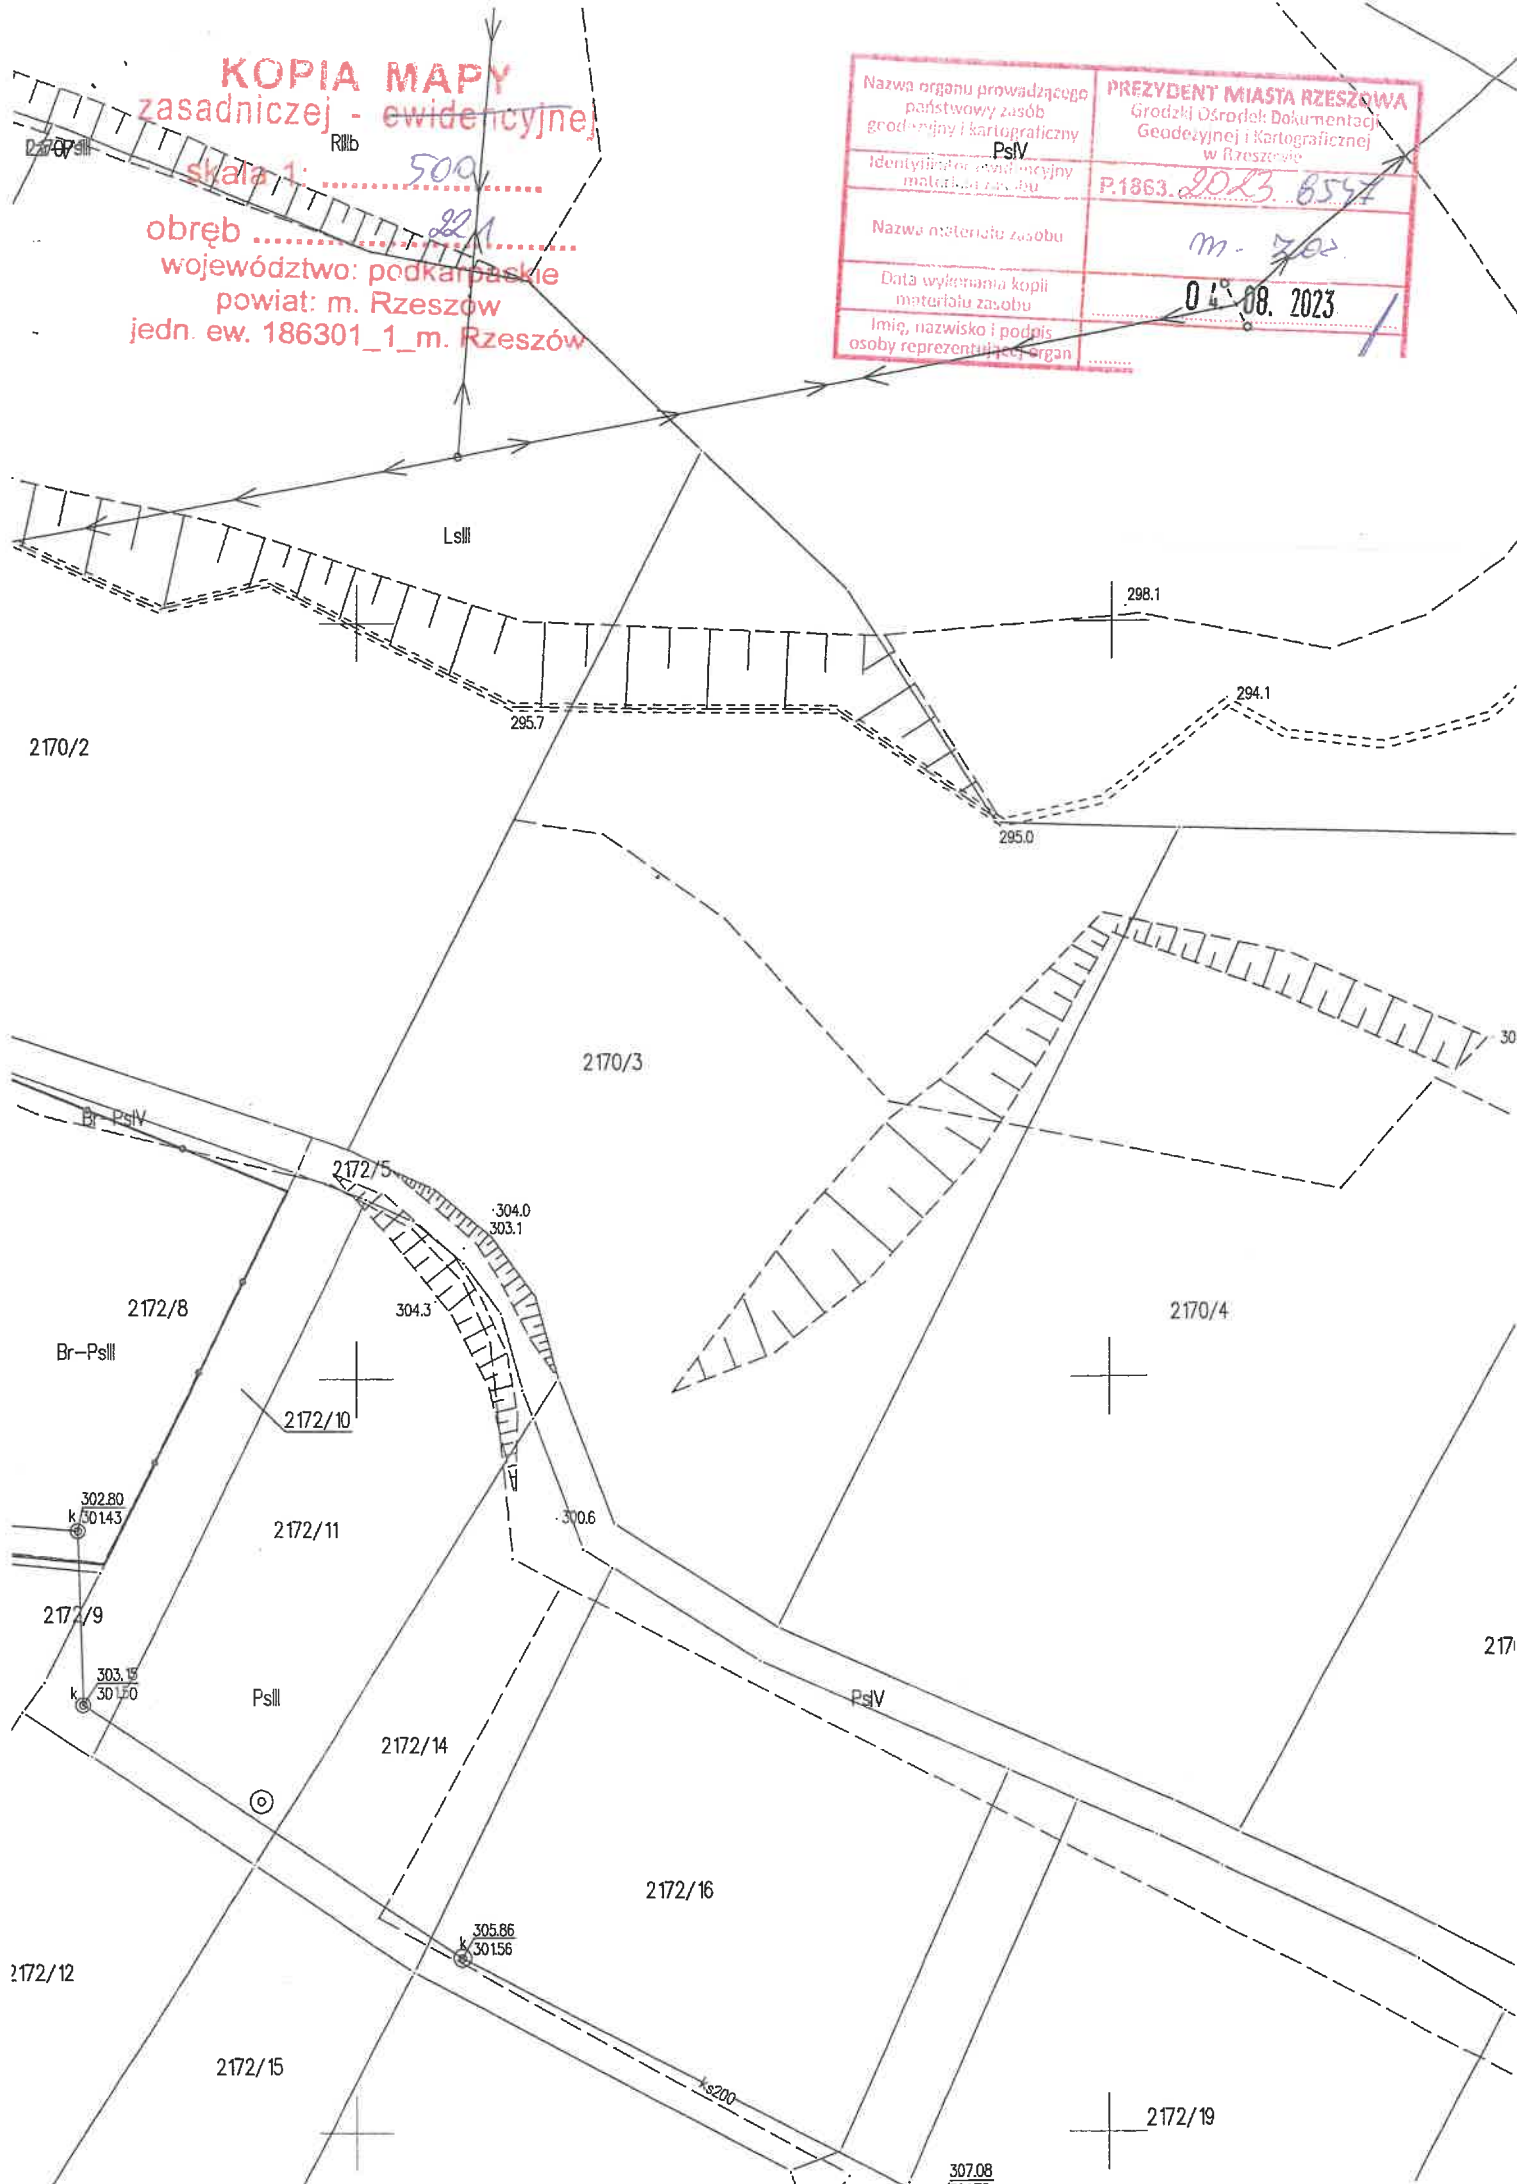 KOPIA MAPY
zasadniczej - ewidencyjnej
RIIIb
skala 1: 500
obręb 221
województwo: podkarpackie
powiat: m. Rzeszów
jedn. ew. 186301_1_m. Rzeszów
Nazwa organu prowadzącego
państwowy zasób
geodezyjny i kartograficzny
PREZYDENT MIASTA RZESZOWA
Grodzki Ośrodek Dokumentacji
Geodezyjnej i Kartograficznej
w Rzeszowie
PsIV
Identyfikator ewidencyjny
materiału zasobu
P.1863.2023.6547
Nazwa materiału zasobu
m-
Data wykonania kopii
materiału zasobu
04. 08. 2023
Imię, nazwisko i podpis
osoby reprezentującej organ
LsIII
298.1
294.1
295.7
2170/2
295.0
30
2170/3
Br-PsIV
2172/5
304.0
303.1
304.3
2172/8
2170/4
Br-PsIII
2172/10
302.80
k 301.43
2172/11
300.6
2172/9
217
303.15
k 301.50
PsIII
PsIV
2172/14
2172/16
305.86
k 301.56
2172/12
2172/15
ks200
2172/19
307.08